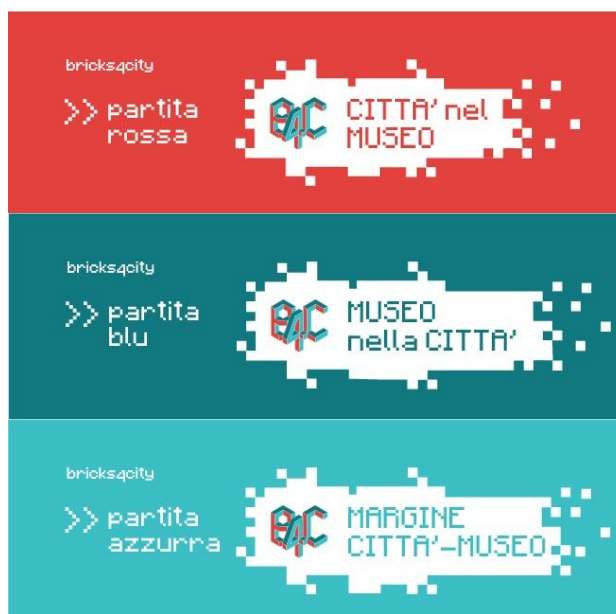 bricks4city
>> partita
rossa
B4C
CITTA' nel
MUSEO
bricks4city
>> partita
blu
B4C
MUSEO
nella CITTA'
bricks4city
>> partita
azzurra
B4C
MARGINE
CITTA'-MUSEO